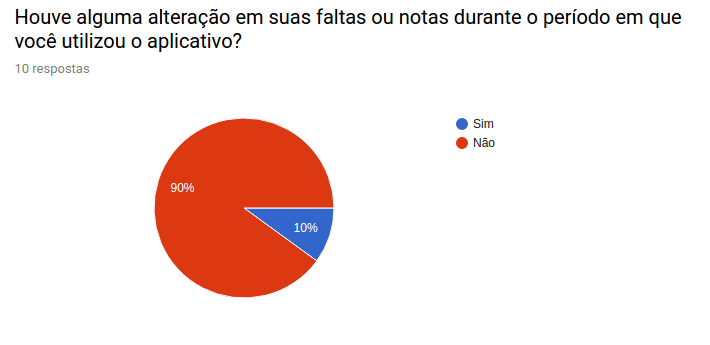 Houve alguma alteração em suas faltas ou notas durante o período em que
você utilizou o aplicativo?
10 respostas
Sim
Não
90%
10%